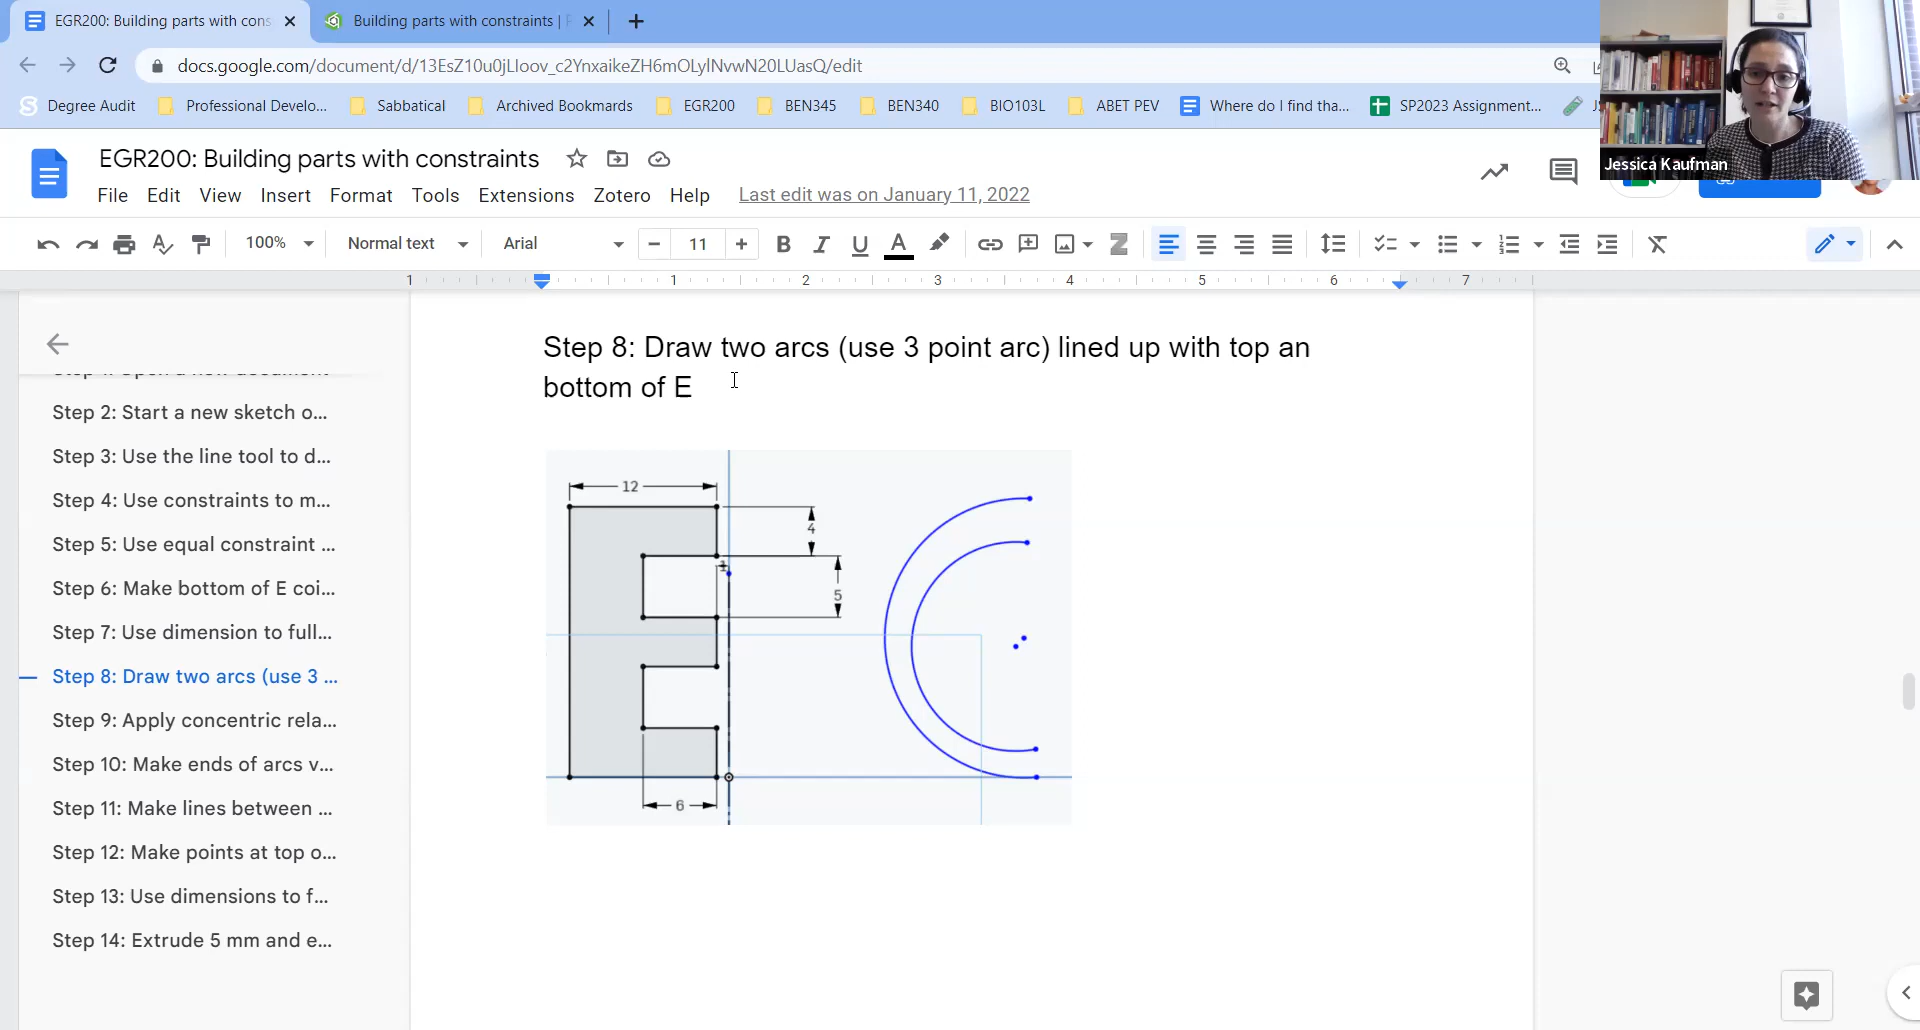 EGR200: Building parts with cons
Building parts with constraints |
docs.google.com/document/d/13EsZ10u0jLIoov_c2YnxaikeZH6mOLylNvwN20LUasQ/edit
Degree Audit
Professional Develo...
Sabbatical
Archived Bookmards
EGR200
BEN345
BEN340
BIO103L
ABET PEV
Where do I find tha...
SP2023 Assignment...
Jessica Kaufman
EGR200: Building parts with constraints
File Edit View Insert Format Tools Extensions Zotero Help Last edit was on January 11, 2022
100% Normal text Arial 11
1 1 2 3 4 5 6 7
Step 2: Start a new sketch o...
Step 3: Use the line tool to d...
Step 4: Use constraints to m...
Step 5: Use equal constraint ...
Step 6: Make bottom of E coi...
Step 7: Use dimension to full...
Step 8: Draw two arcs (use 3 ...
Step 9: Apply concentric rela...
Step 10: Make ends of arcs v...
Step 11: Make lines between ...
Step 12: Make points at top o...
Step 13: Use dimensions to f...
Step 14: Extrude 5 mm and e...
Step 8: Draw two arcs (use 3 point arc) lined up with top an
bottom of E
12
4
1
5
6